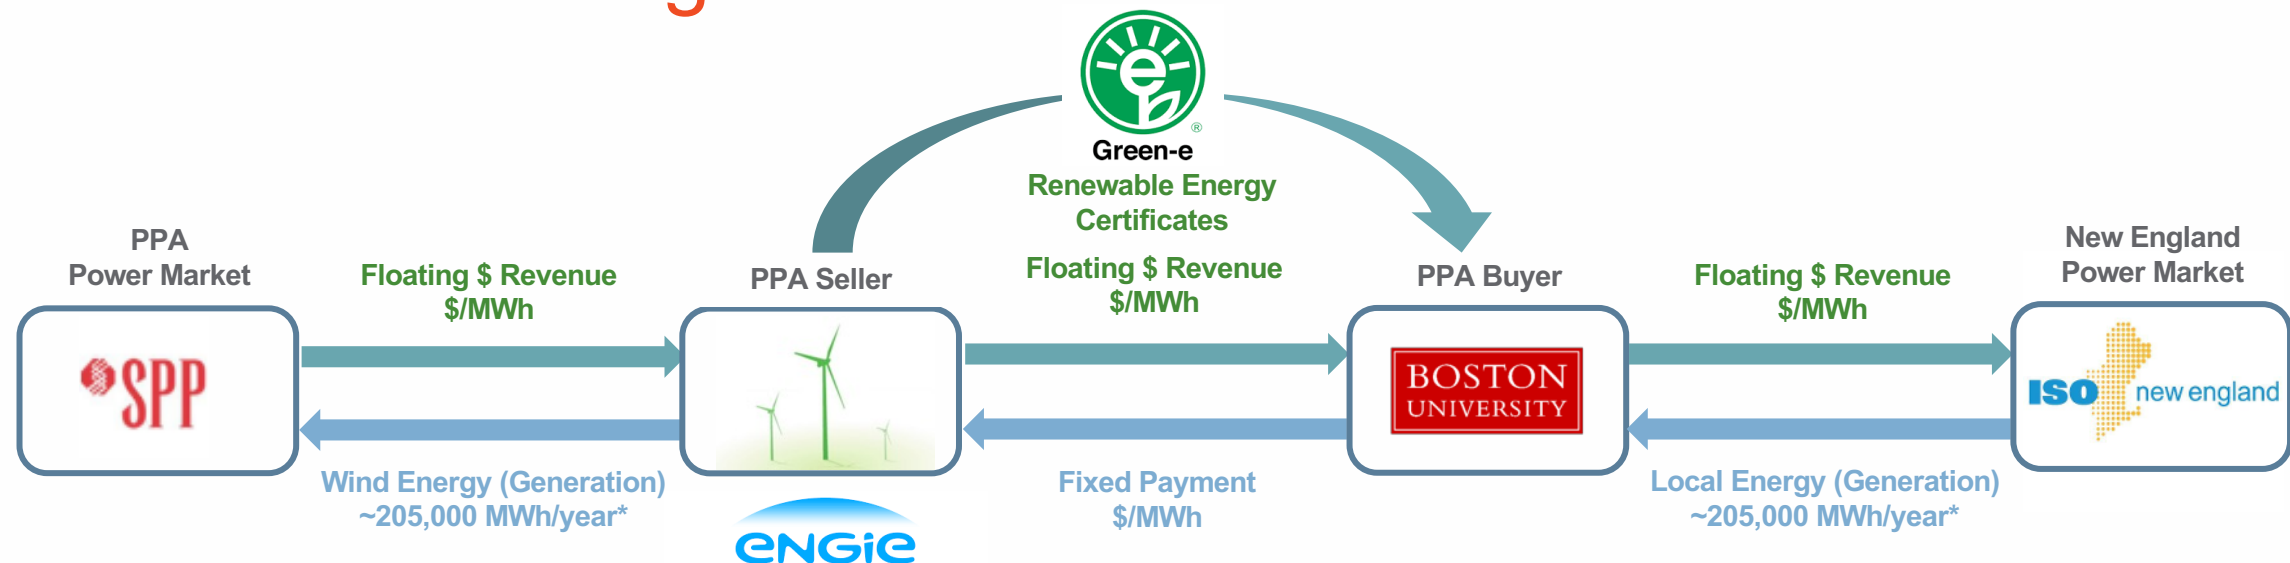 g
e
®
Green-e
Renewable Energy
Certificates
PPA
Power Market
SPP
Floating $ Revenue
$/MWh
Wind Energy (Generation)
~205,000 MWh/year*
PPA Seller
ENGIE
Floating $ Revenue
$/MWh
Fixed Payment
$/MWh
PPA Buyer
BOSTON
UNIVERSITY
Floating $ Revenue
$/MWh
Local Energy (Generation)
~205,000 MWh/year*
New England
Power Market
ISO new england